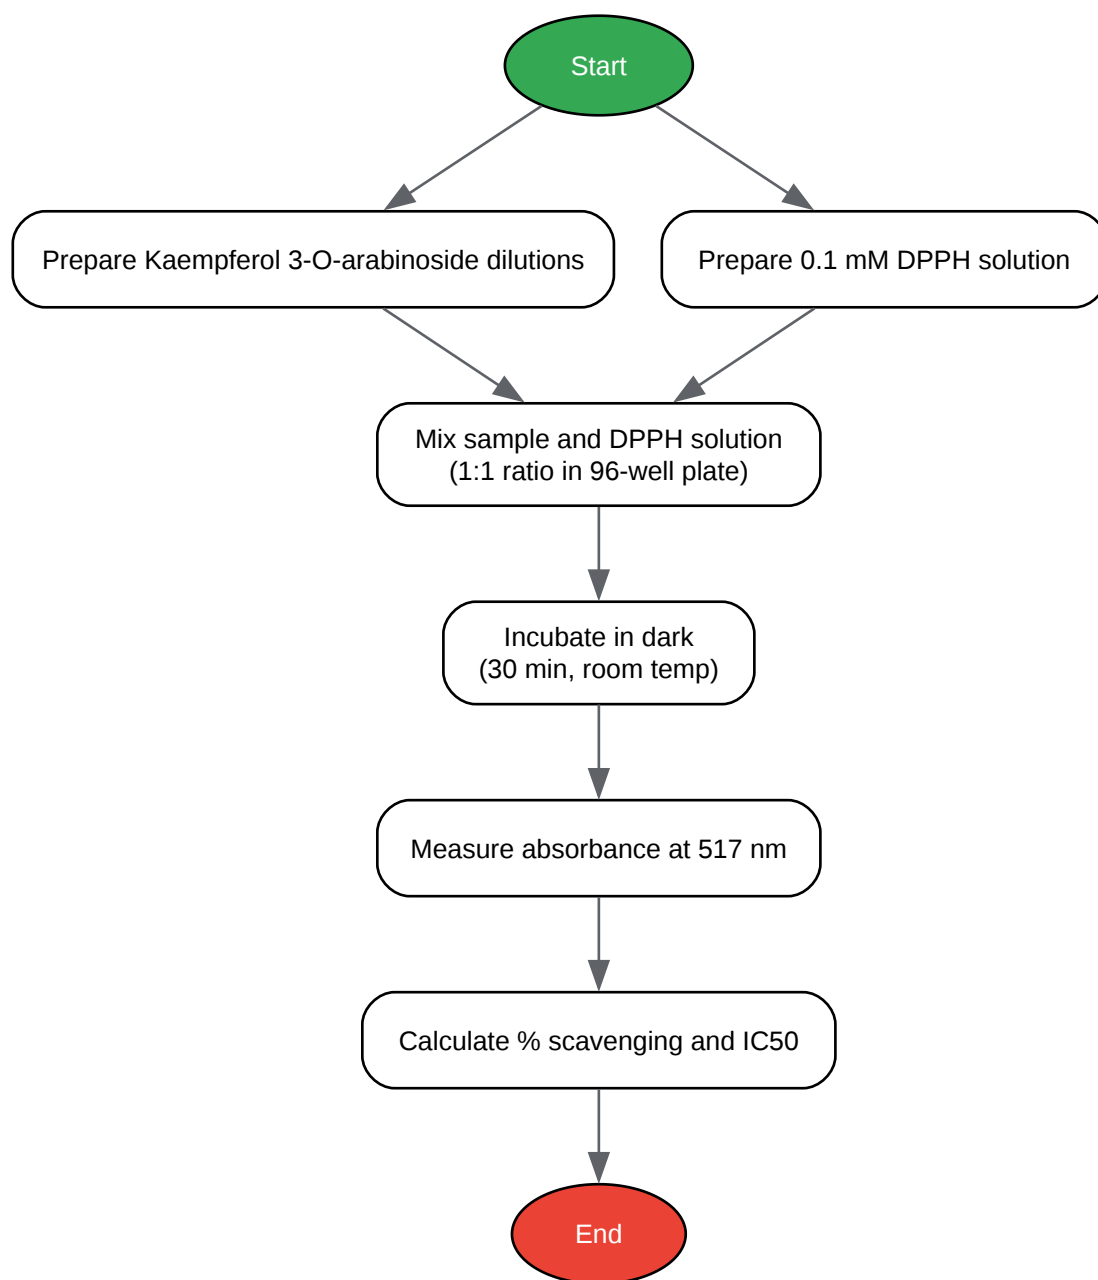 Start
Prepare Kaempferol 3-O-arabinoside dilutions
Prepare 0.1 mM DPPH solution
Mix sample and DPPH solution
(1:1 ratio in 96-well plate)
Incubate in dark
(30 min, room temp)
Measure absorbance at 517 nm
Calculate % scavenging and IC50
End